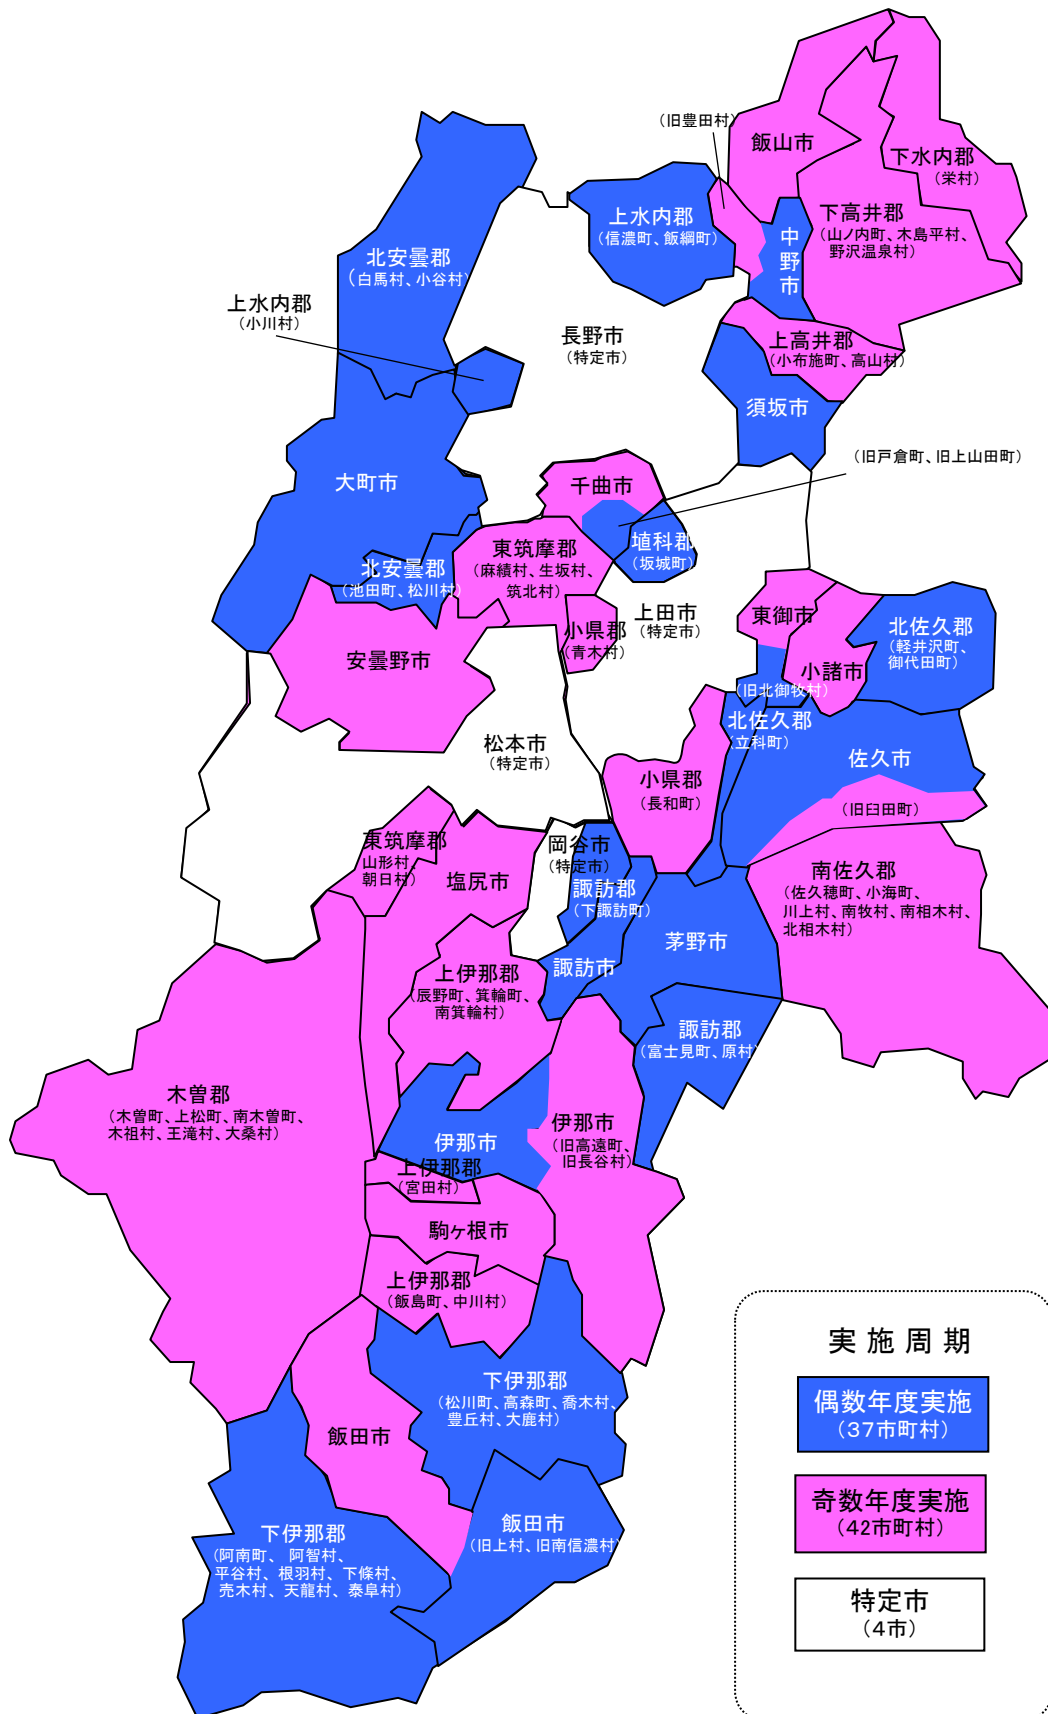 (旧豊田村)
飯山市
下水内郡
(栄村)
上水内郡
(信濃町、飯綱町)
下高井郡
(山ノ内町、木島平村、
野沢温泉村)
中野市
北安曇郡
(白馬村、小谷村)
上水内郡
(小川村)
長野市
(特定市)
上高井郡
(小布施町、高山村)
須坂市
(旧戸倉町、旧上山田町)
大町市
千曲市
埴科郡
(坂城町)
東筑摩郡
(麻績村、生坂村、
筑北村)
北安曇郡
(池田町、松川村)
上田市
(特定市)
東御市
小県郡
(青木村)
北佐久郡
(軽井沢町、
御代田町)
安曇野市
小諸市
(旧北御牧村)
北佐久郡
(立科町)
松本市
(特定市)
佐久市
小県郡
(長和町)
(旧臼田町)
東筑摩郡
山形村、
朝日村)
岡谷市
(特定市)
塩尻市
諏訪郡
(下諏訪町)
南佐久郡
(佐久穂町、小海町、
川上村、南牧村、南相木村、
北相木村)
茅野市
諏訪市
上伊那郡
(辰野町、箕輪町、
南箕輪村)
諏訪郡
(富士見町、原村)
木曽郡
(木曽町、上松町、南木曽町、
木祖村、王滝村、大桑村)
伊那市
伊那市
(旧高遠町、
旧長谷村)
上伊那郡
(宮田村)
駒ヶ根市
上伊那郡
(飯島町、中川村)
下伊那郡
(松川町、高森町、喬木村、
豊丘村、大鹿村)
飯田市
飯田市
(旧上村、旧南信濃村)
下伊那郡
(阿南町、 阿智村、
平谷村、根羽村、下條村、
売木村、天龍村、泰阜村)
実施周期
偶数年度実施
(37市町村)
奇数年度実施
(42市町村)
特定市
(4市)